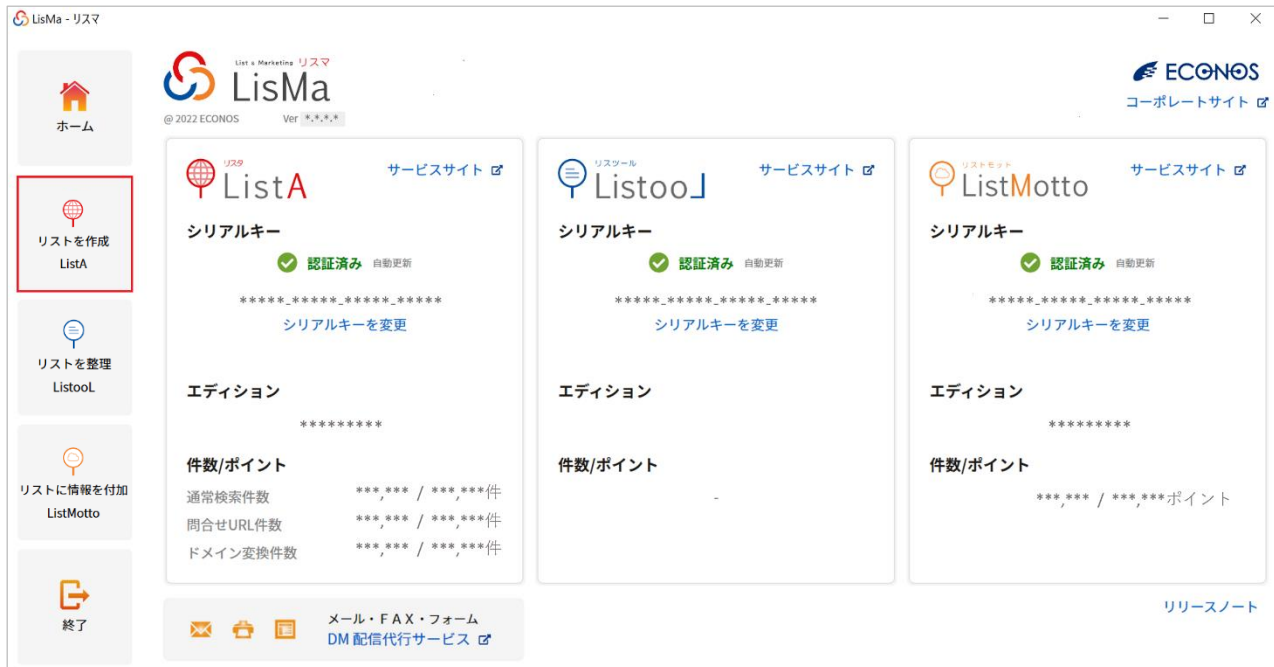 LisMa - リスマ
ホーム
リストを作成
ListA
リストを整理
ListooL
リストに情報を付加
ListMotto
終了
List & Marketing リスマ
LisMa
@ 2022 ECONOS Ver *.*.*.*
ECONOS
コーポレートサイト
リスタ
ListA
サービスサイト
シリアルキー
認証済み 自動更新
*****-*****-*****-*****
シリアルキーを変更
エディション
*********
件数/ポイント
通常検索件数 ***,*** / ***,***件
問合せURL件数 ***,*** / ***,***件
ドメイン変換件数 ***,*** / ***,***件
リスツール
ListooL
サービスサイト
シリアルキー
認証済み 自動更新
*****-*****-*****-*****
シリアルキーを変更
エディション
件数/ポイント
-
リストモット
ListMotto
サービスサイト
シリアルキー
認証済み 自動更新
*****-*****-*****-*****
シリアルキーを変更
エディション
*********
件数/ポイント
***,*** / ***,***ポイント
メール・ＦＡＸ・フォーム
DM 配信代行サービス
リリースノート